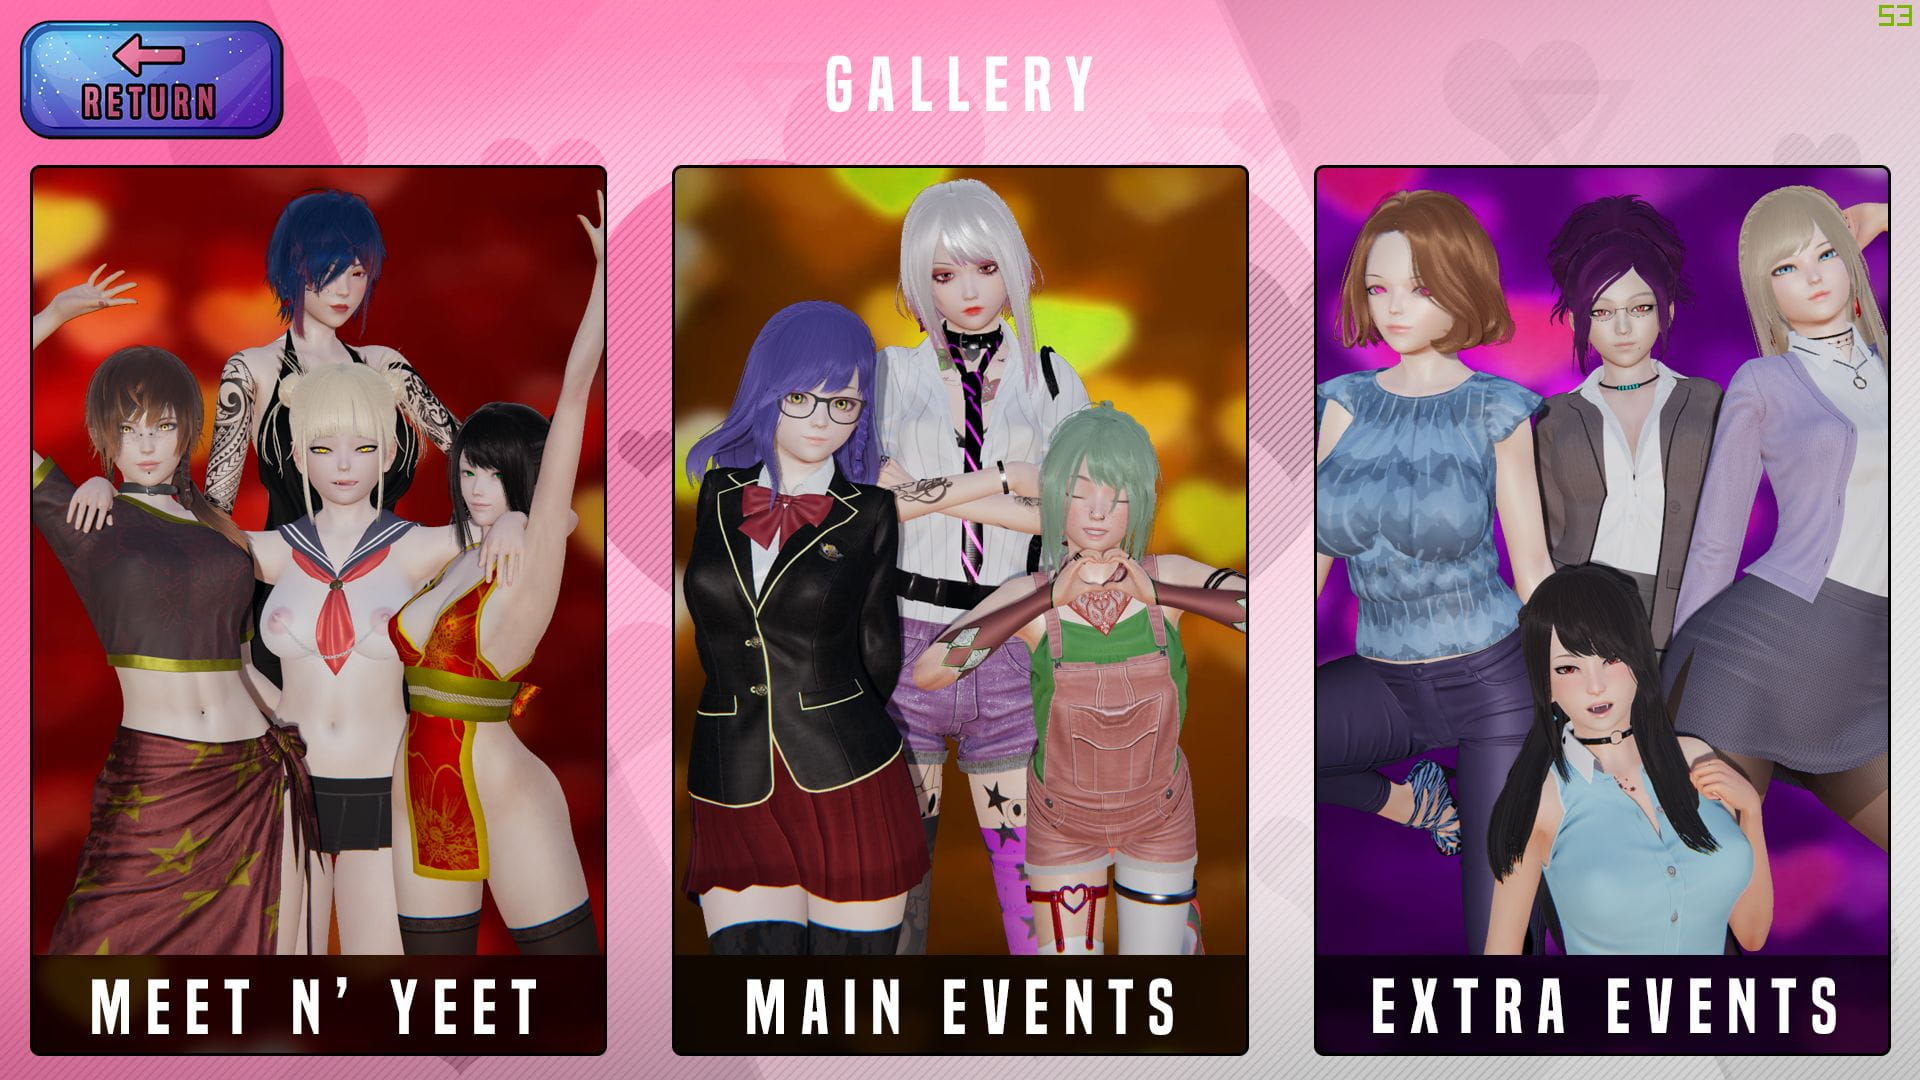 53
RETURN
GALLERY
MEET N' YEET
MAIN EVENTS
EXTRA EVENTS